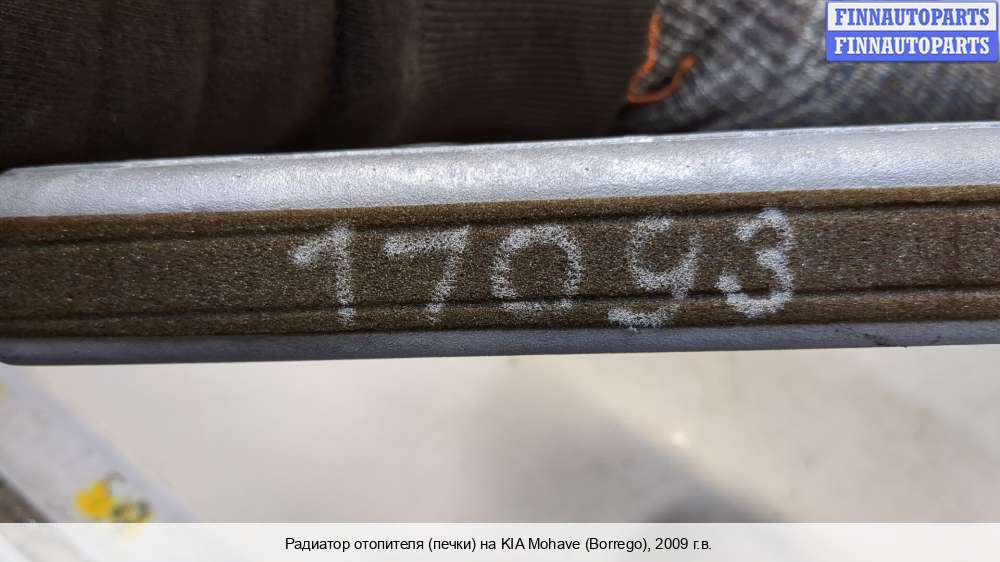 FINNAUTOPARTS
FINNAUTOPARTS
17093
Радиатор отопителя (печки) на KIA Mohave (Borrego), 2009 г.в.